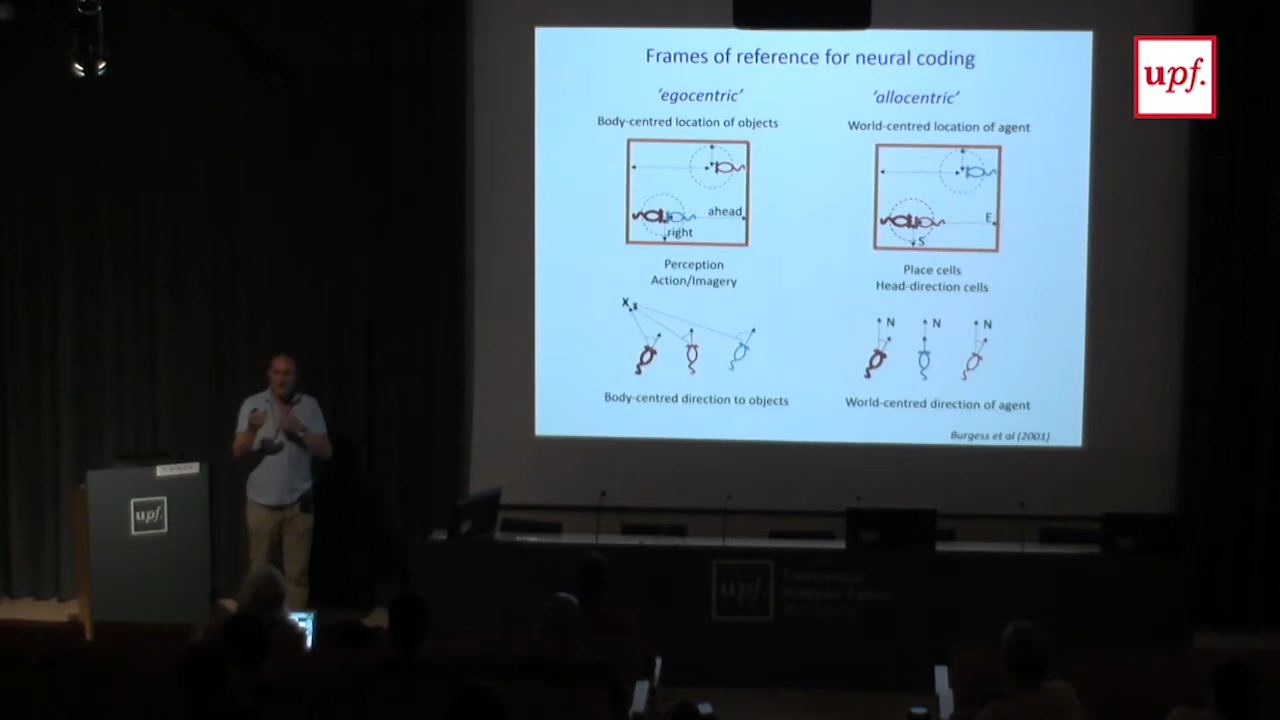 Frames of reference for neural coding
'egocentric'
'allocentric'
Body-centred location of objects
World-centred location of agent
ahead
right
E
S
Perception
Action/Imagery
Place cells
Head-direction cells
X
N
N
N
Body-centred direction to objects
World-centred direction of agent
Burgess et al (2001)
upf.
upf.
upf.